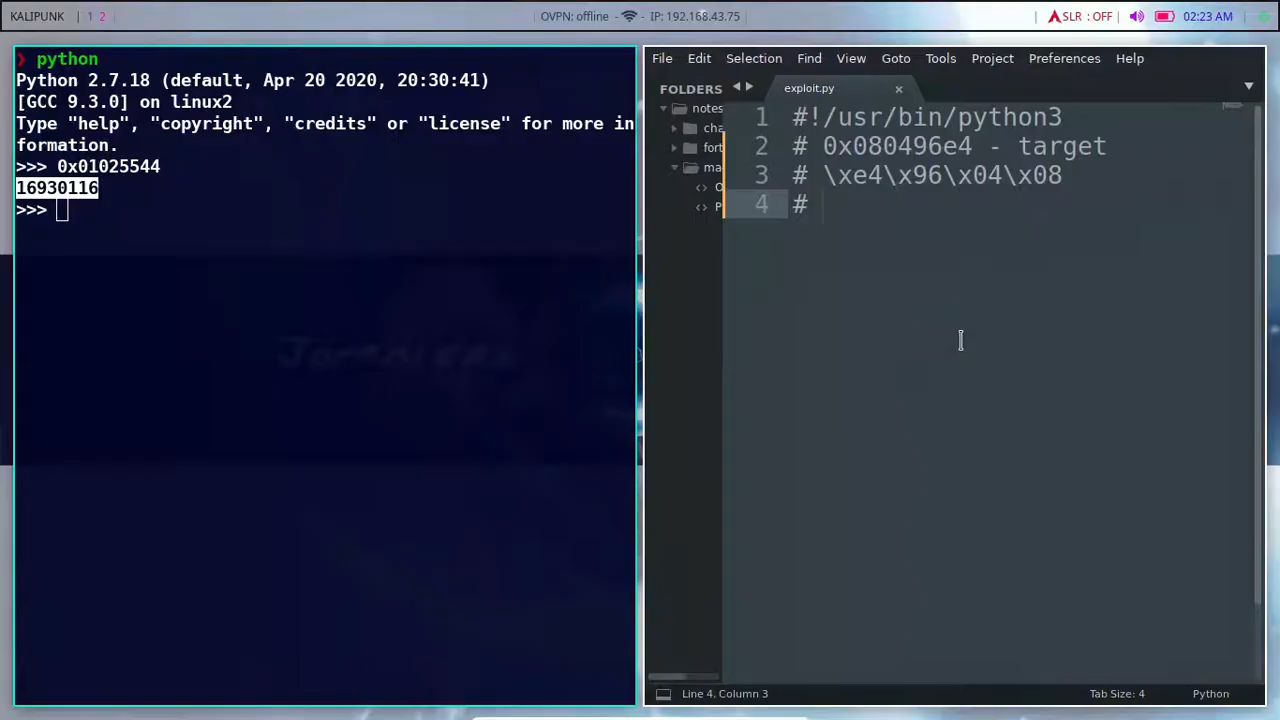 KALIPUNK 1 2 OVPN: offline - IP: 192.168.43.75 SLR : OFF 02:23 AM
❯ python
Python 2.7.18 (default, Apr 20 2020, 20:30:41)
[GCC 9.3.0] on linux2
Type "help", "copyright", "credits" or "license" for more in
formation.
>>> 0x01025544
16930116
>>>
File Edit Selection Find View Goto Tools Project Preferences Help
FOLDERS
exploit.py
notes
cha
fort
ma
O
P
1 #!/usr/bin/python3
2 # 0x080496e4 - target
3 # \xe4\x96\x04\x08
4 #
Line 4, Column 3 Tab Size: 4 Python